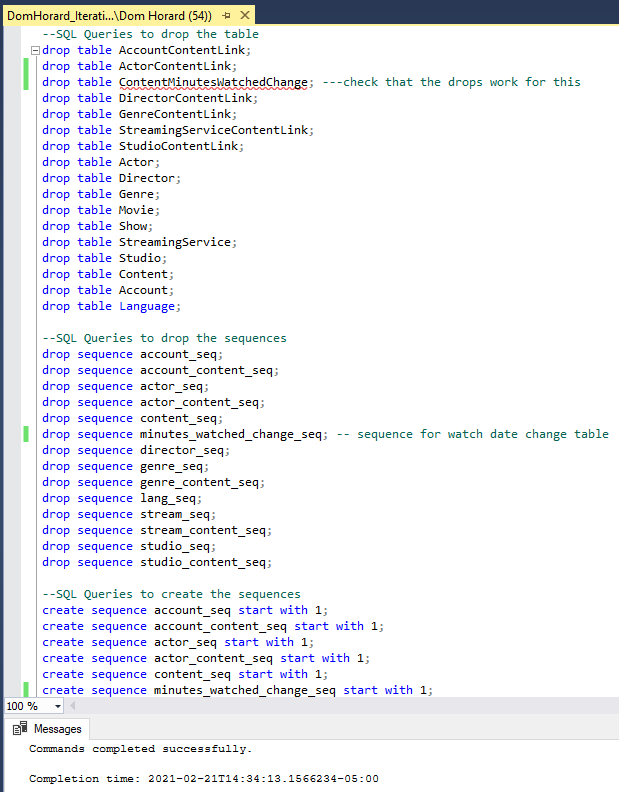 DomHorard_Iterati...\Dom Horard (54))
--SQL Queries to drop the table
drop table AccountContentLink;
drop table ActorContentLink;
drop table ContentMinutesWatchedChange; ---check that the drops work for this
drop table DirectorContentLink;
drop table GenreContentLink;
drop table StreamingServiceContentLink;
drop table StudioContentLink;
drop table Actor;
drop table Director;
drop table Genre;
drop table Movie;
drop table Show;
drop table StreamingService;
drop table Studio;
drop table Content;
drop table Account;
drop table Language;
--SQL Queries to drop the sequences
drop sequence account_seq;
drop sequence account_content_seq;
drop sequence actor_seq;
drop sequence actor_content_seq;
drop sequence content_seq;
drop sequence minutes_watched_change_seq; -- sequence for watch date change table
drop sequence director_seq;
drop sequence genre_seq;
drop sequence genre_content_seq;
drop sequence lang_seq;
drop sequence stream_seq;
drop sequence stream_content_seq;
drop sequence studio_seq;
drop sequence studio_content_seq;
--SQL Queries to create the sequences
create sequence account_seq start with 1;
create sequence account_content_seq start with 1;
create sequence actor_seq start with 1;
create sequence actor_content_seq start with 1;
create sequence content_seq start with 1;
create sequence minutes_watched_change_seq start with 1;
100 %
Messages
Commands completed successfully.
Completion time: 2021-02-21T14:34:13.1566234-05:00